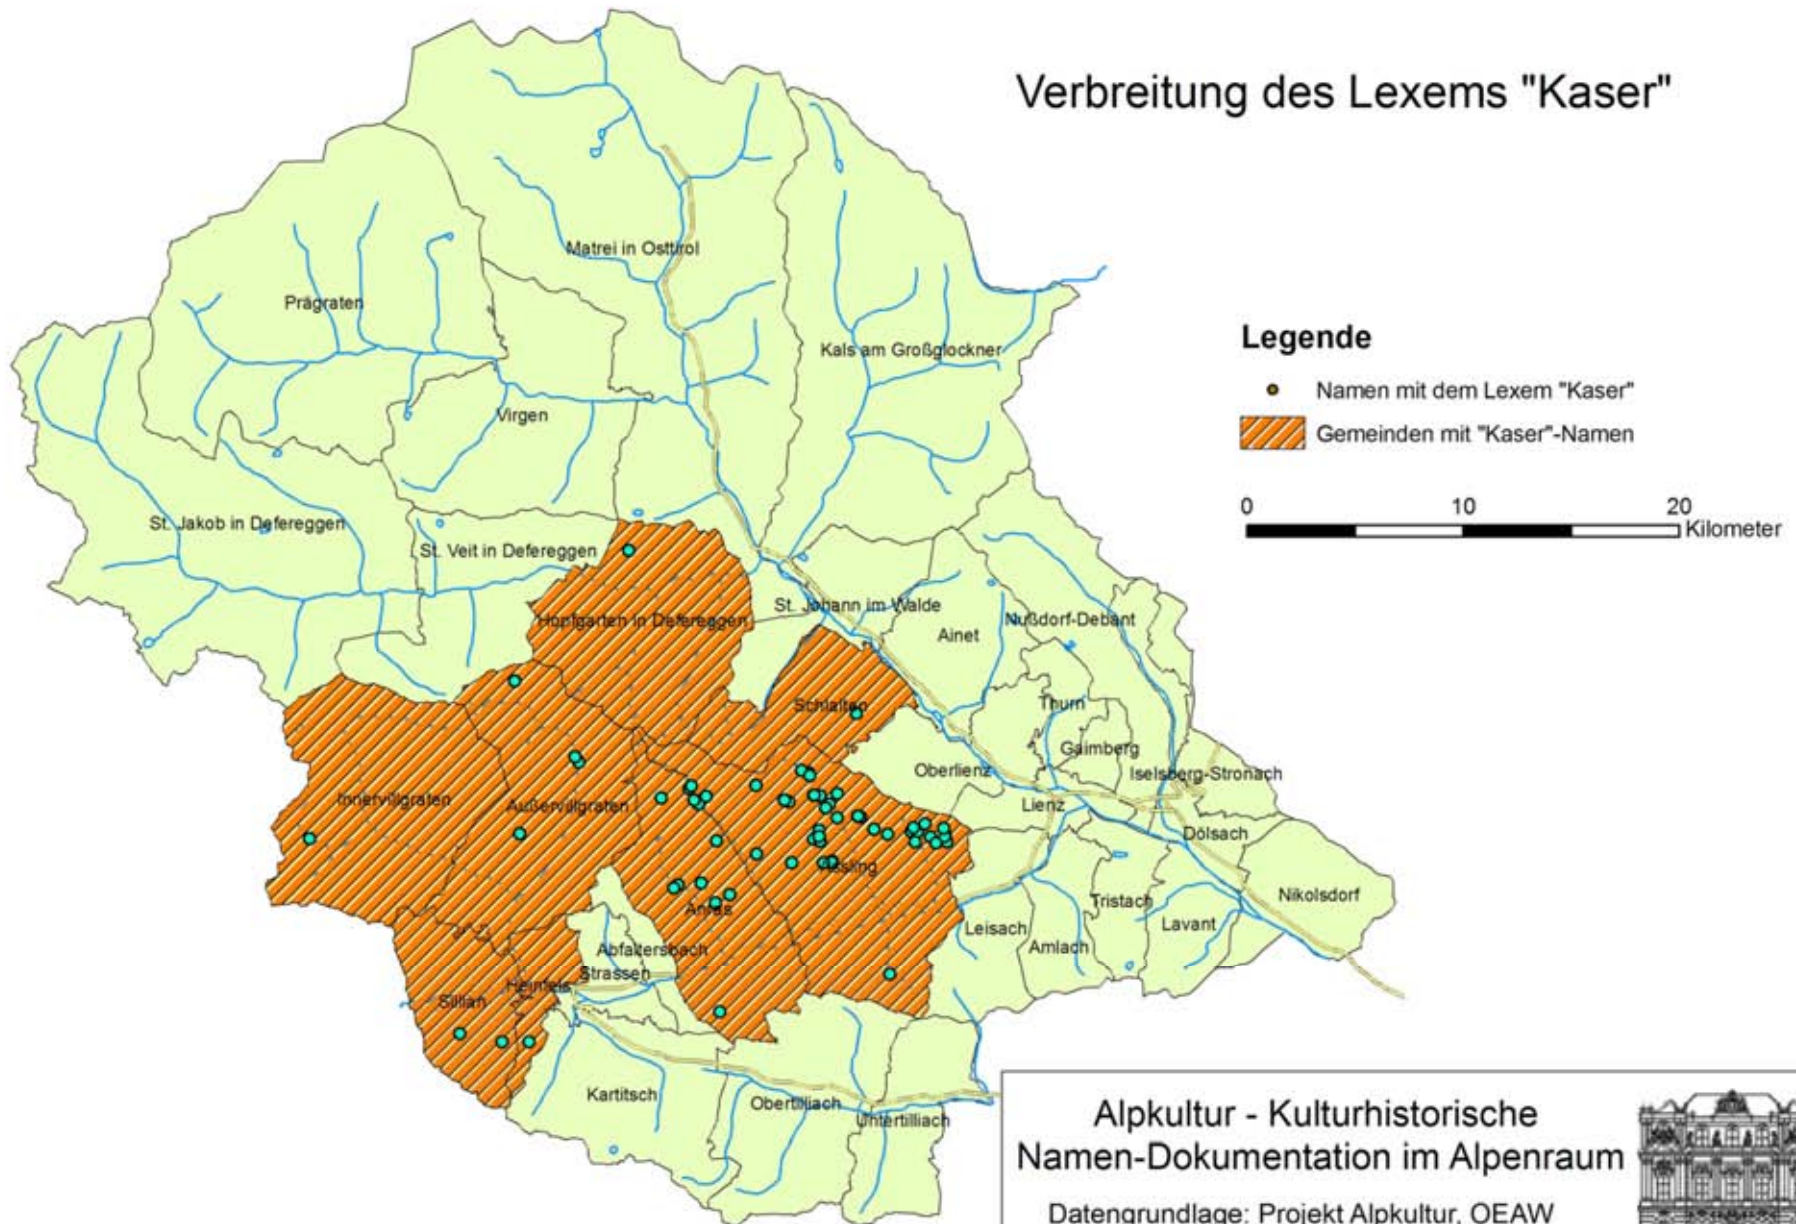 Verbreitung des Lexems "Kaser"
Matrei in Osttirol
Prägraten
Legende
Kals am Großglockner
Namen mit dem Lexem "Kaser"
Virgen
Gemeinden mit "Kaser"-Namen
0 10 20
Kilometer
St. Jakob in Defereggen
St. Veit in Defereggen
St. Johann im Walde
Hopfgarten in Defereggen
Nußdorf-Debant
Ainet
Schlaiten
Thurn
Gaimberg
Oberlienz
Iselsberg-Stronach
Innervillgraten
Außervillgraten
Lienz
Dölsach
Assling
Nikolsdorf
Tristach
Anras
Lavant
Leisach
Amlach
Abfaltersbach
Strassen
Heinfels
Sillian
Kartitsch
Obertilliach
Untertilliach
Alpkultur - Kulturhistorische
Namen-Dokumentation im Alpenraum
Datengrundlage: Projekt Alpkultur, OEAW